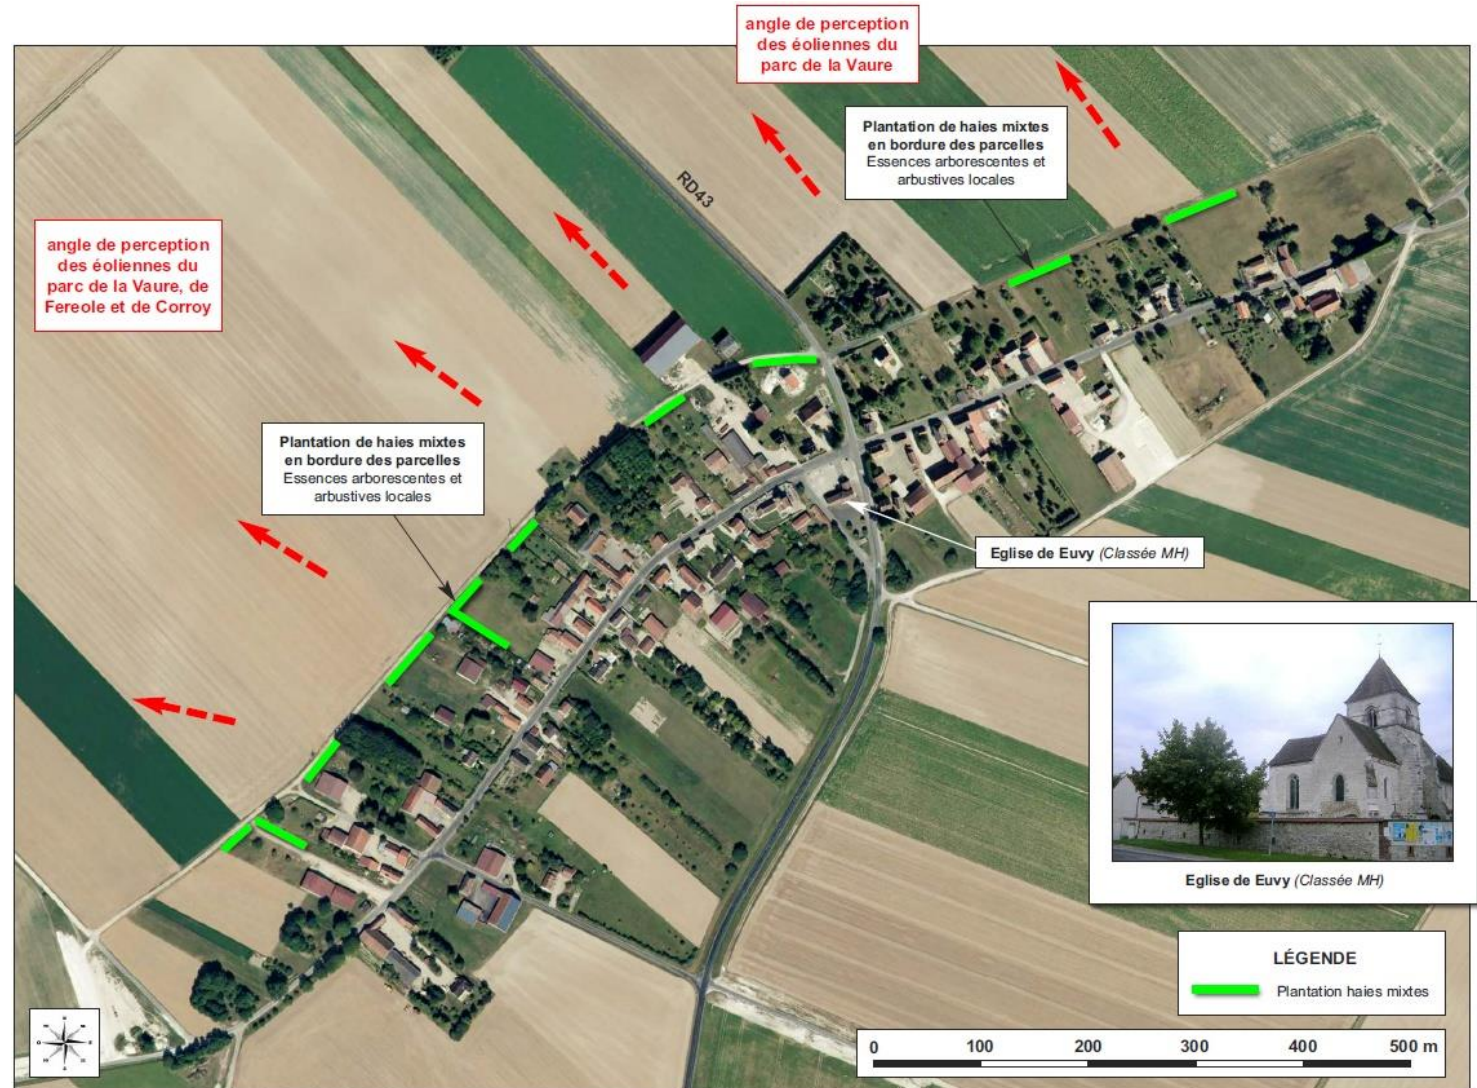 angle de perception
des éoliennes du
parc de la Vaure
Plantation de haies mixtes
en bordure des parcelles
Essences arborescentes et
arbustives locales
RD43
angle de perception
des éoliennes du
parc de la Vaure, de
Fereole et de Corroy
Plantation de haies mixtes
en bordure des parcelles
Essences arborescentes et
arbustives locales
Eglise de Euvy (Classée MH)
Eglise de Euvy (Classée MH)
LÉGENDE
Plantation haies mixtes
0 100 200 300 400 500 m